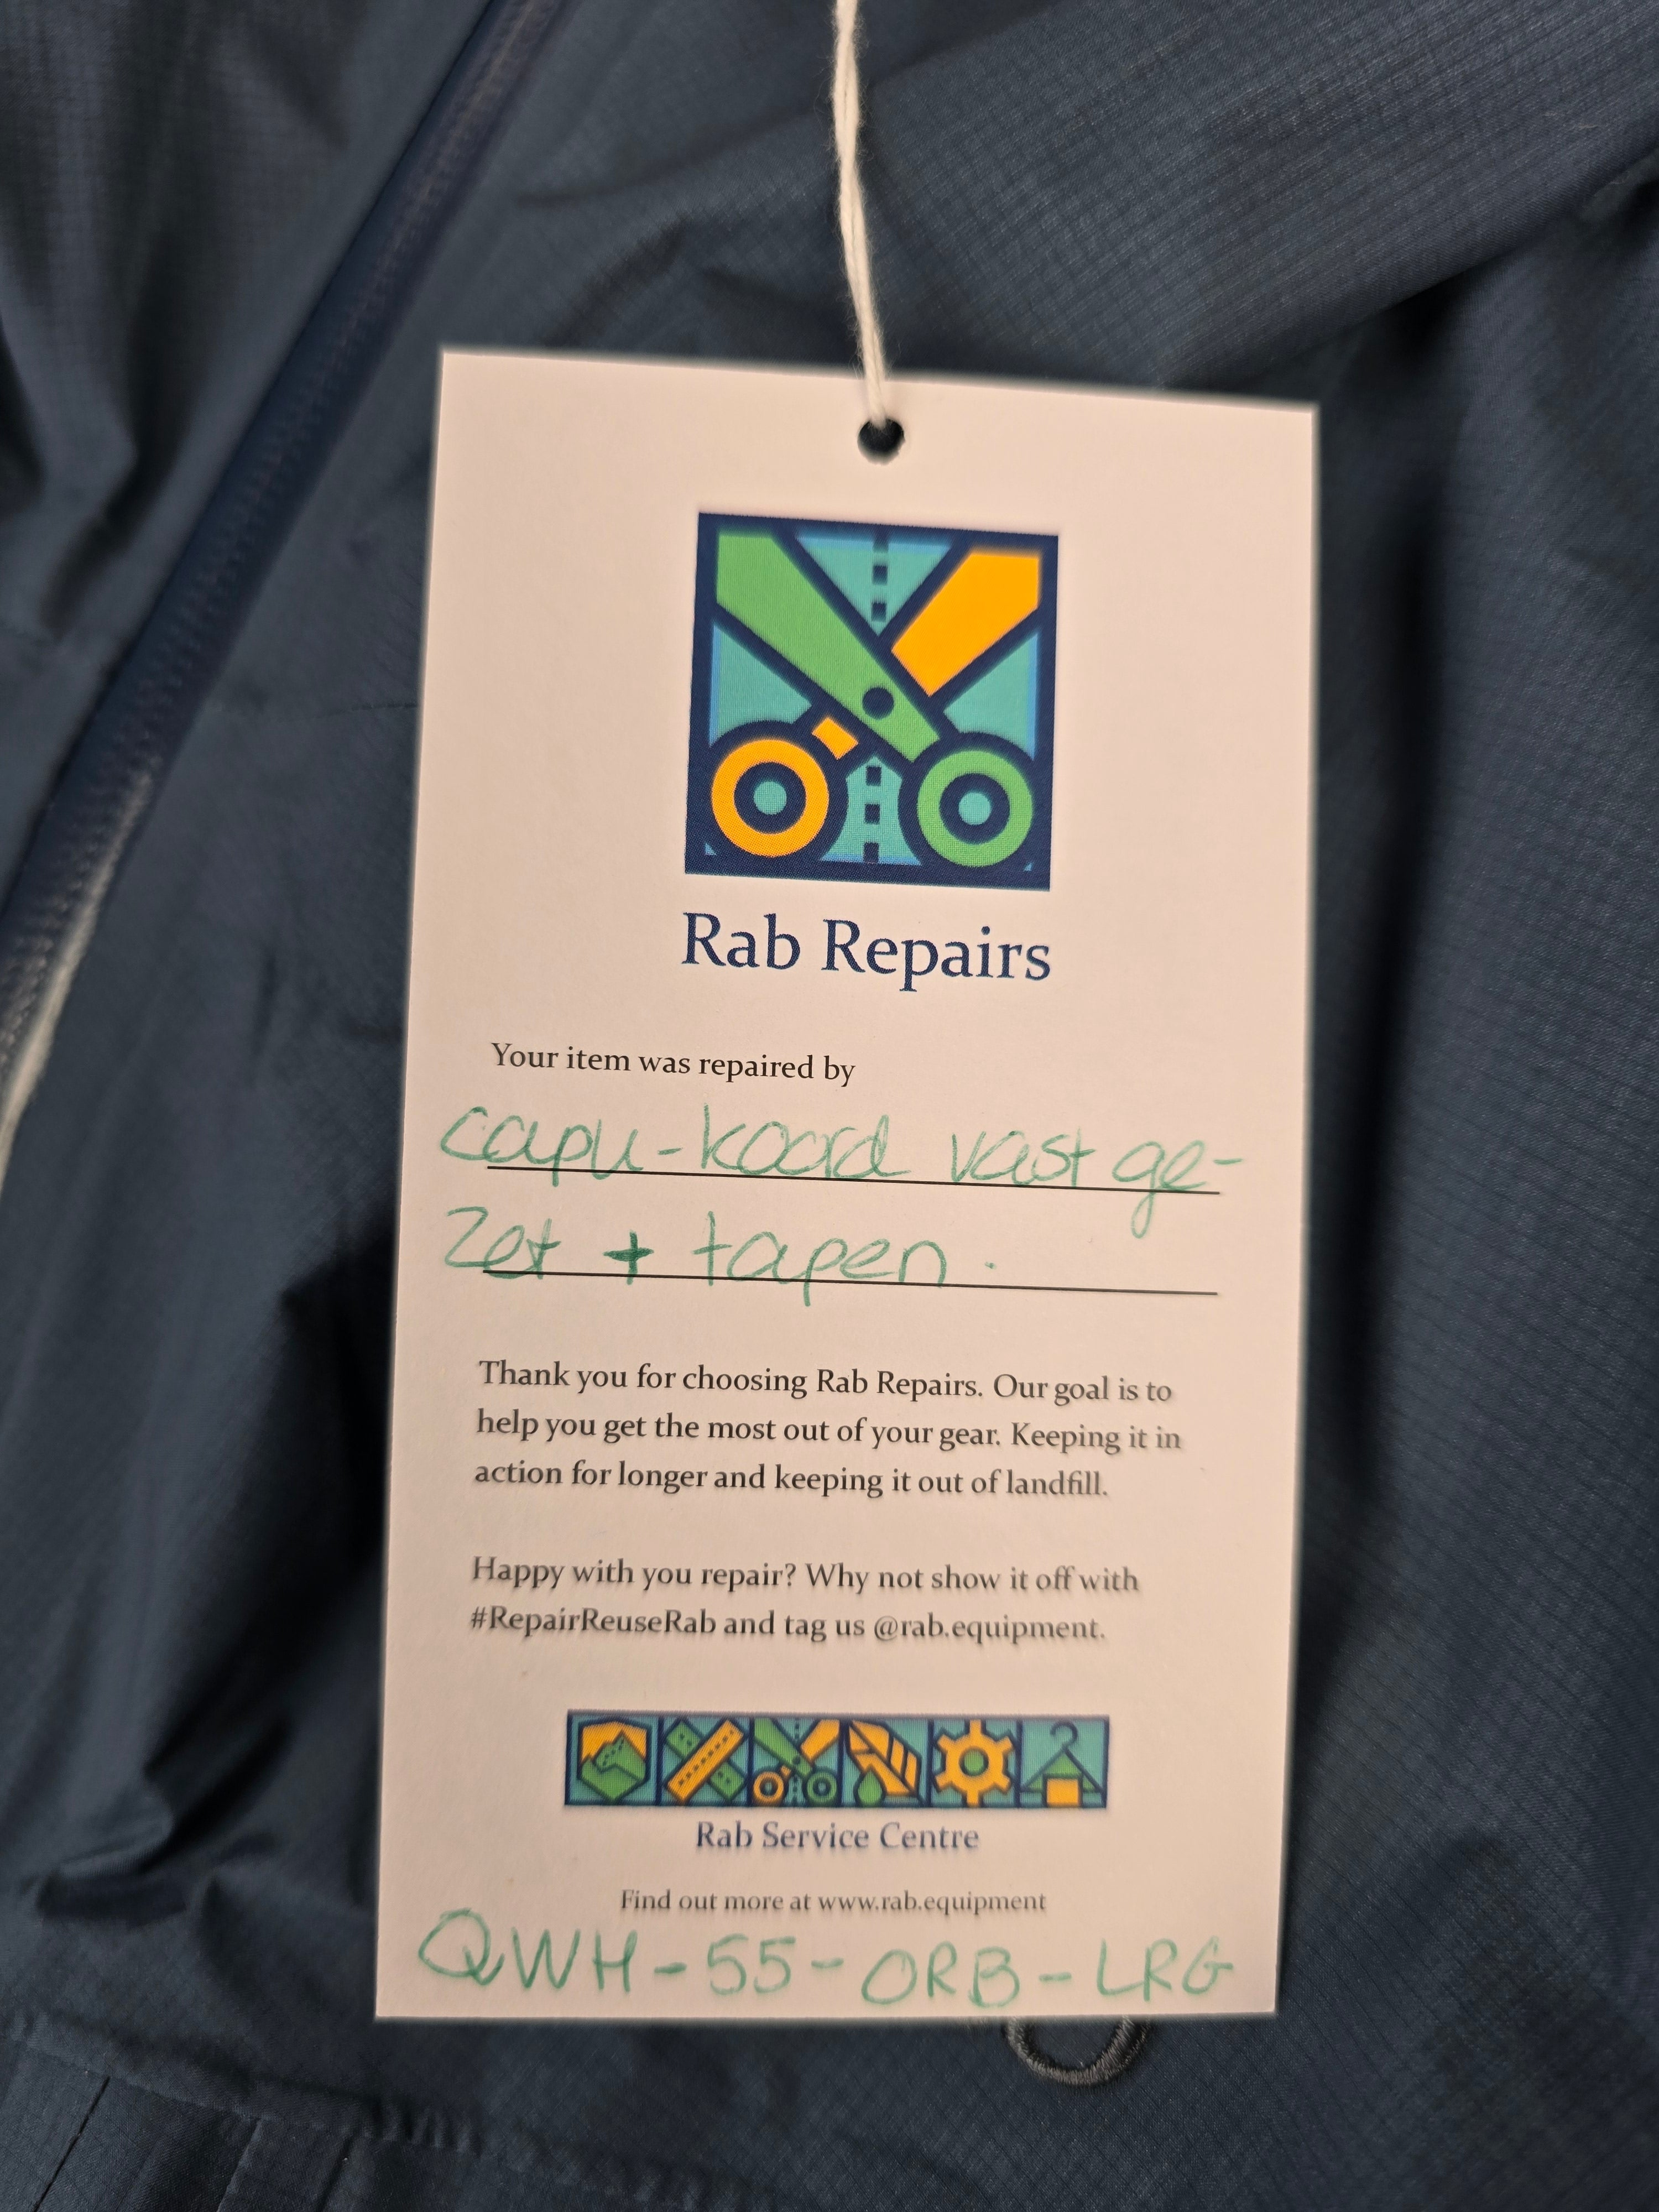 Rab Repairs
Your item was repaired by
capu-koord vast ge-
zet + tapen.
Thank you for choosing Rab Repairs. Our goal is to
help you get the most out of your gear. Keeping it in
action for longer and keeping it out of landfill.
Happy with you repair? Why not show it off with
#RepairReuseRab and tag us @rab.equipment.
Rab Service Centre
Find out more at www.rab.equipment
QWH-55-ORB-LRG